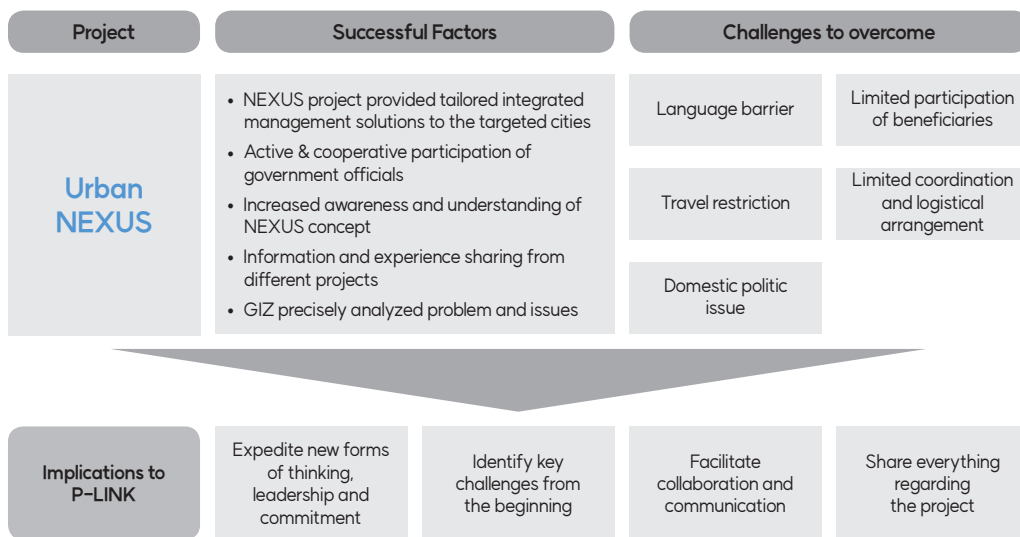 Project
Successful Factors
Challenges to overcome
Urban
NEXUS
• NEXUS project provided tailored integrated
management solutions to the targeted cities
• Active & cooperative participation of
government officials
• Increased awareness and understanding of
NEXUS concept
• Information and experience sharing from
different projects
• GIZ precisely analyzed problem and issues
Language barrier
Limited participation
of beneficiaries
Travel restriction
Limited coordination
and logistical
arrangement
Domestic politic
issue
Implications to
P-LINK
Expedite new forms
of thinking,
leadership and
commitment
Identify key
challenges from
the beginning
Facilitate
collaboration and
communication
Share everything
regarding
the project